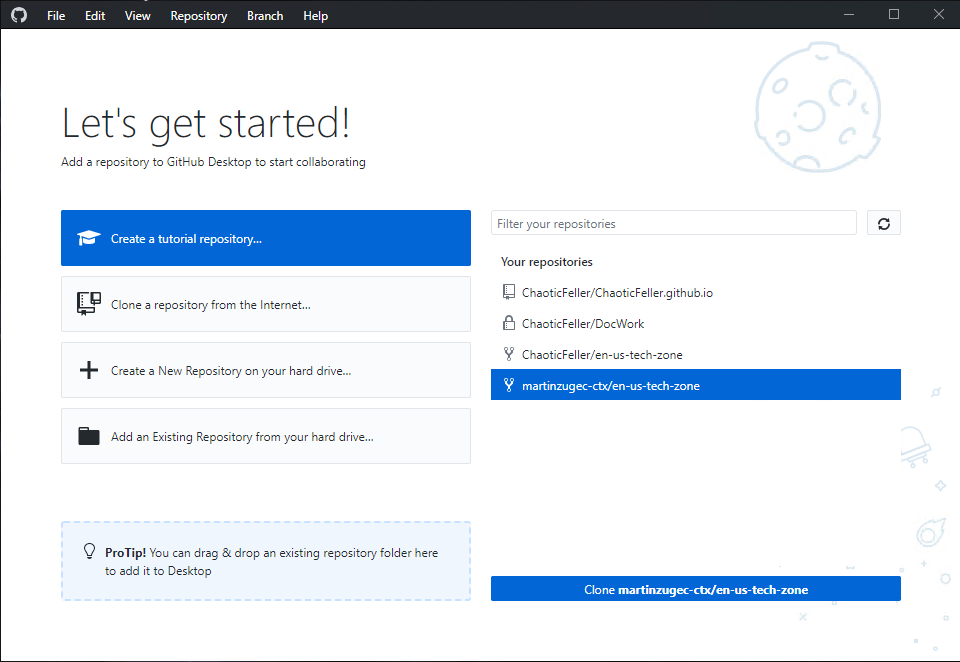 File Edit View Repository Branch Help
Let's get started!
Add a repository to GitHub Desktop to start collaborating
Create a tutorial repository...
Clone a repository from the Internet...
Create a New Repository on your hard drive...
Add an Existing Repository from your hard drive...
ProTip! You can drag & drop an existing repository folder here
to add it to Desktop
Filter your repositories
Your repositories
ChaoticFeller/ChaoticFeller.github.io
ChaoticFeller/DocWork
ChaoticFeller/en-us-tech-zone
martinzugec-ctx/en-us-tech-zone
Clone martinzugec-ctx/en-us-tech-zone